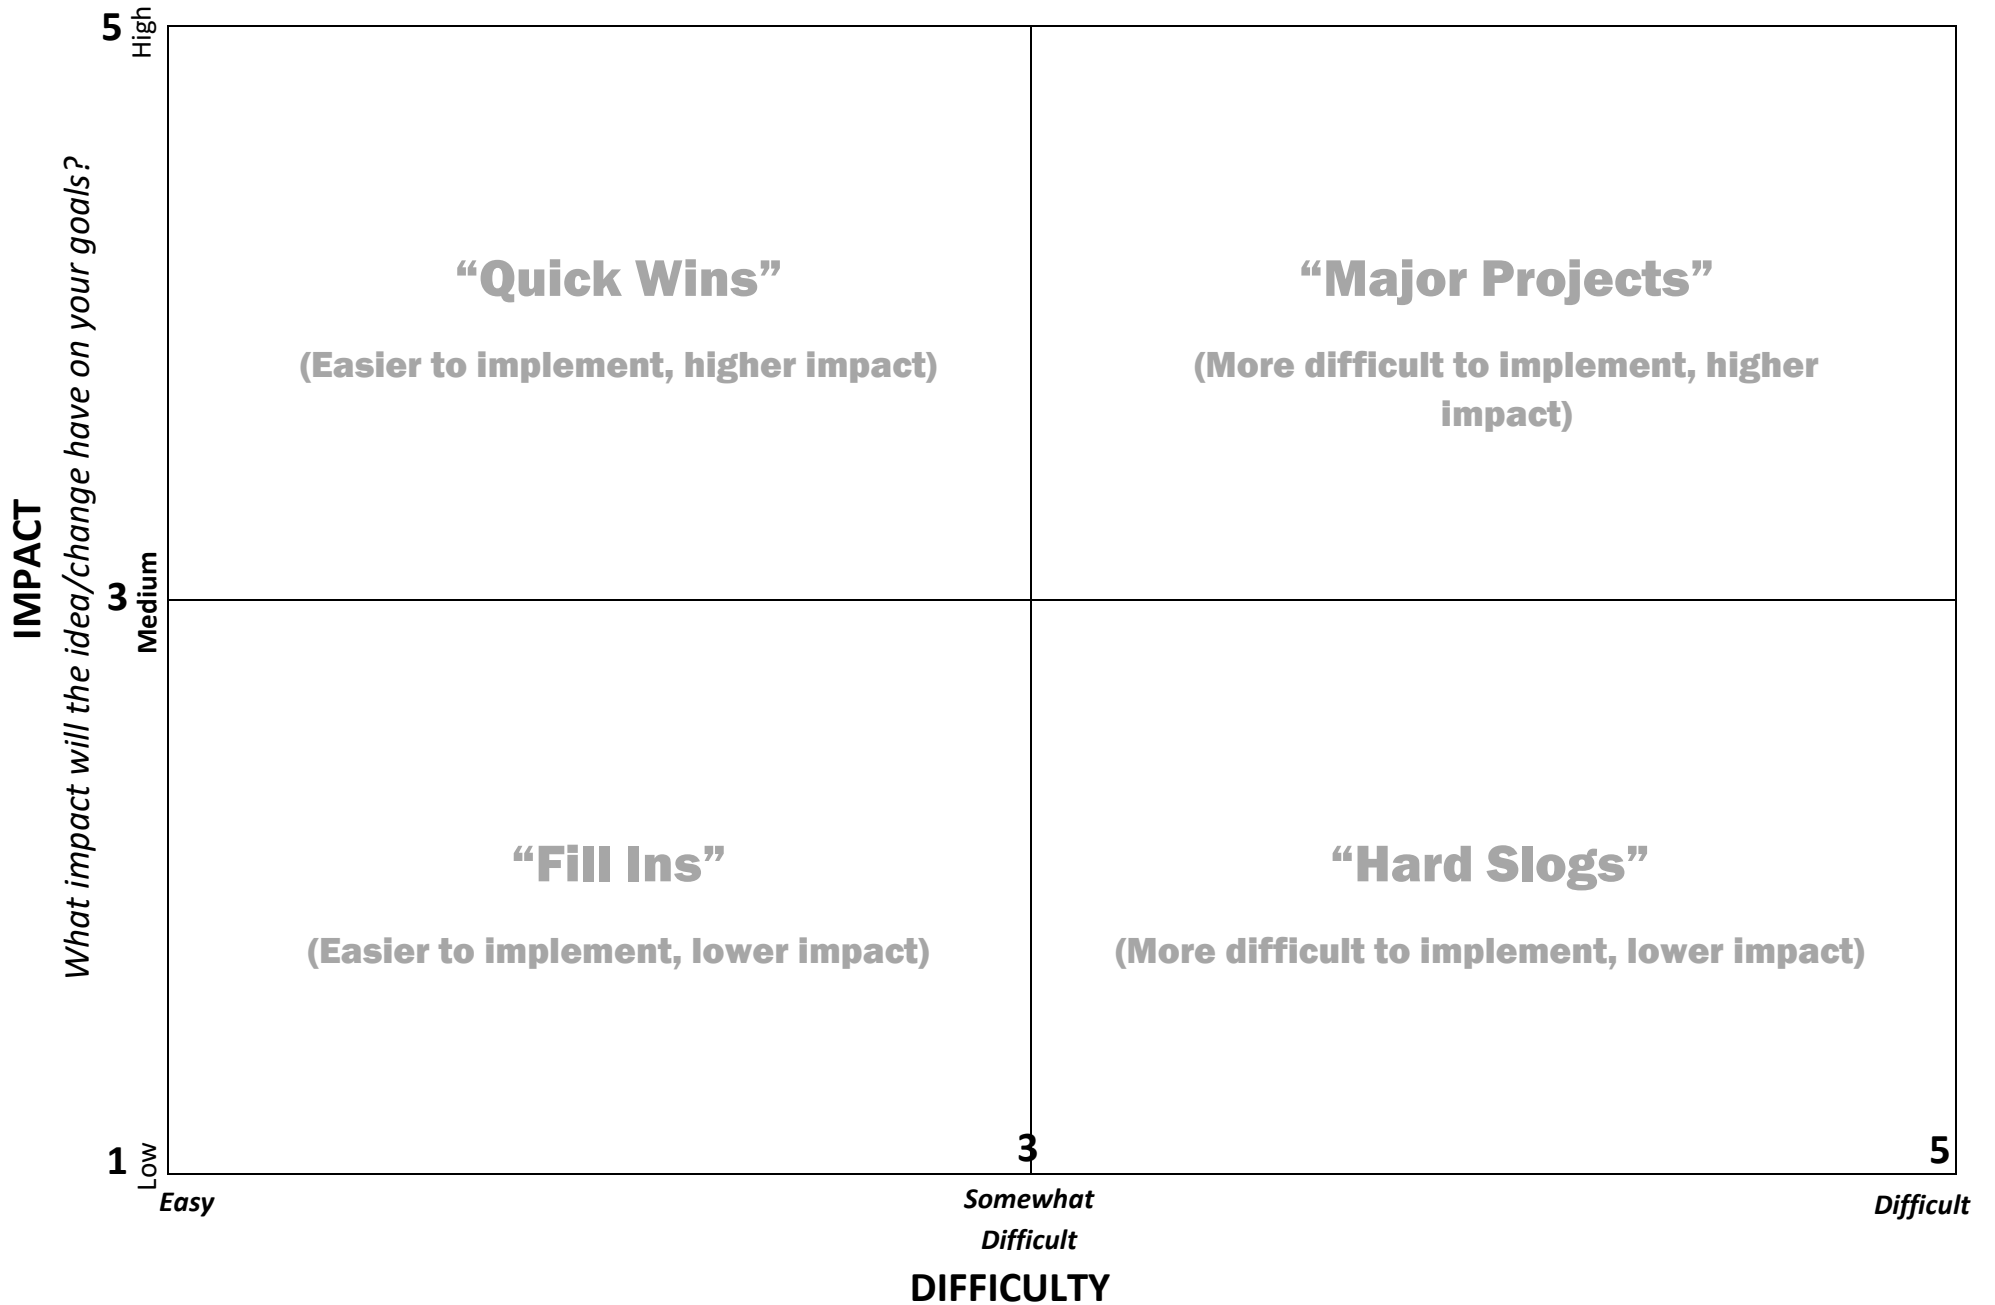 5
High
“Quick Wins”
(Easier to implement, higher impact)
“Major Projects”
(More difficult to implement, higher
impact)
IMPACT
What impact will the idea/change have on your goals?
3
Medium
“Fill Ins”
(Easier to implement, lower impact)
“Hard Slogs”
(More difficult to implement, lower impact)
1
Low
3
5
Easy
Somewhat
Difficult
Difficult
DIFFICULTY